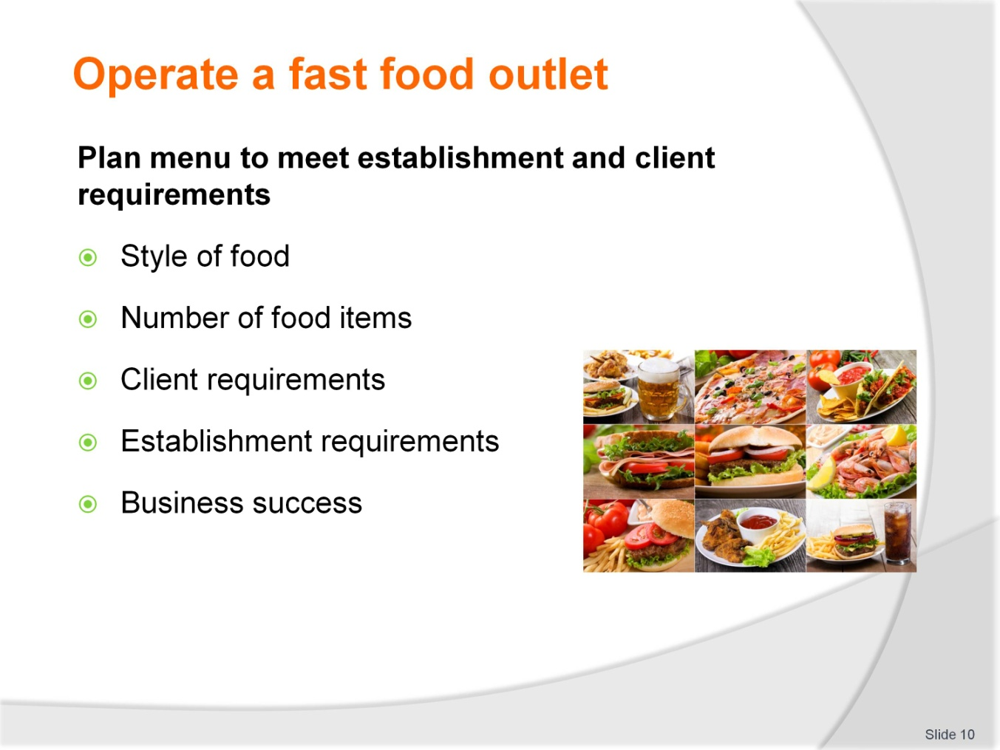 Operate a fast food outlet
Plan menu to meet establishment and client
requirements
Style of food
Number of food items
Client requirements
Establishment requirements
Business success
Slide 10